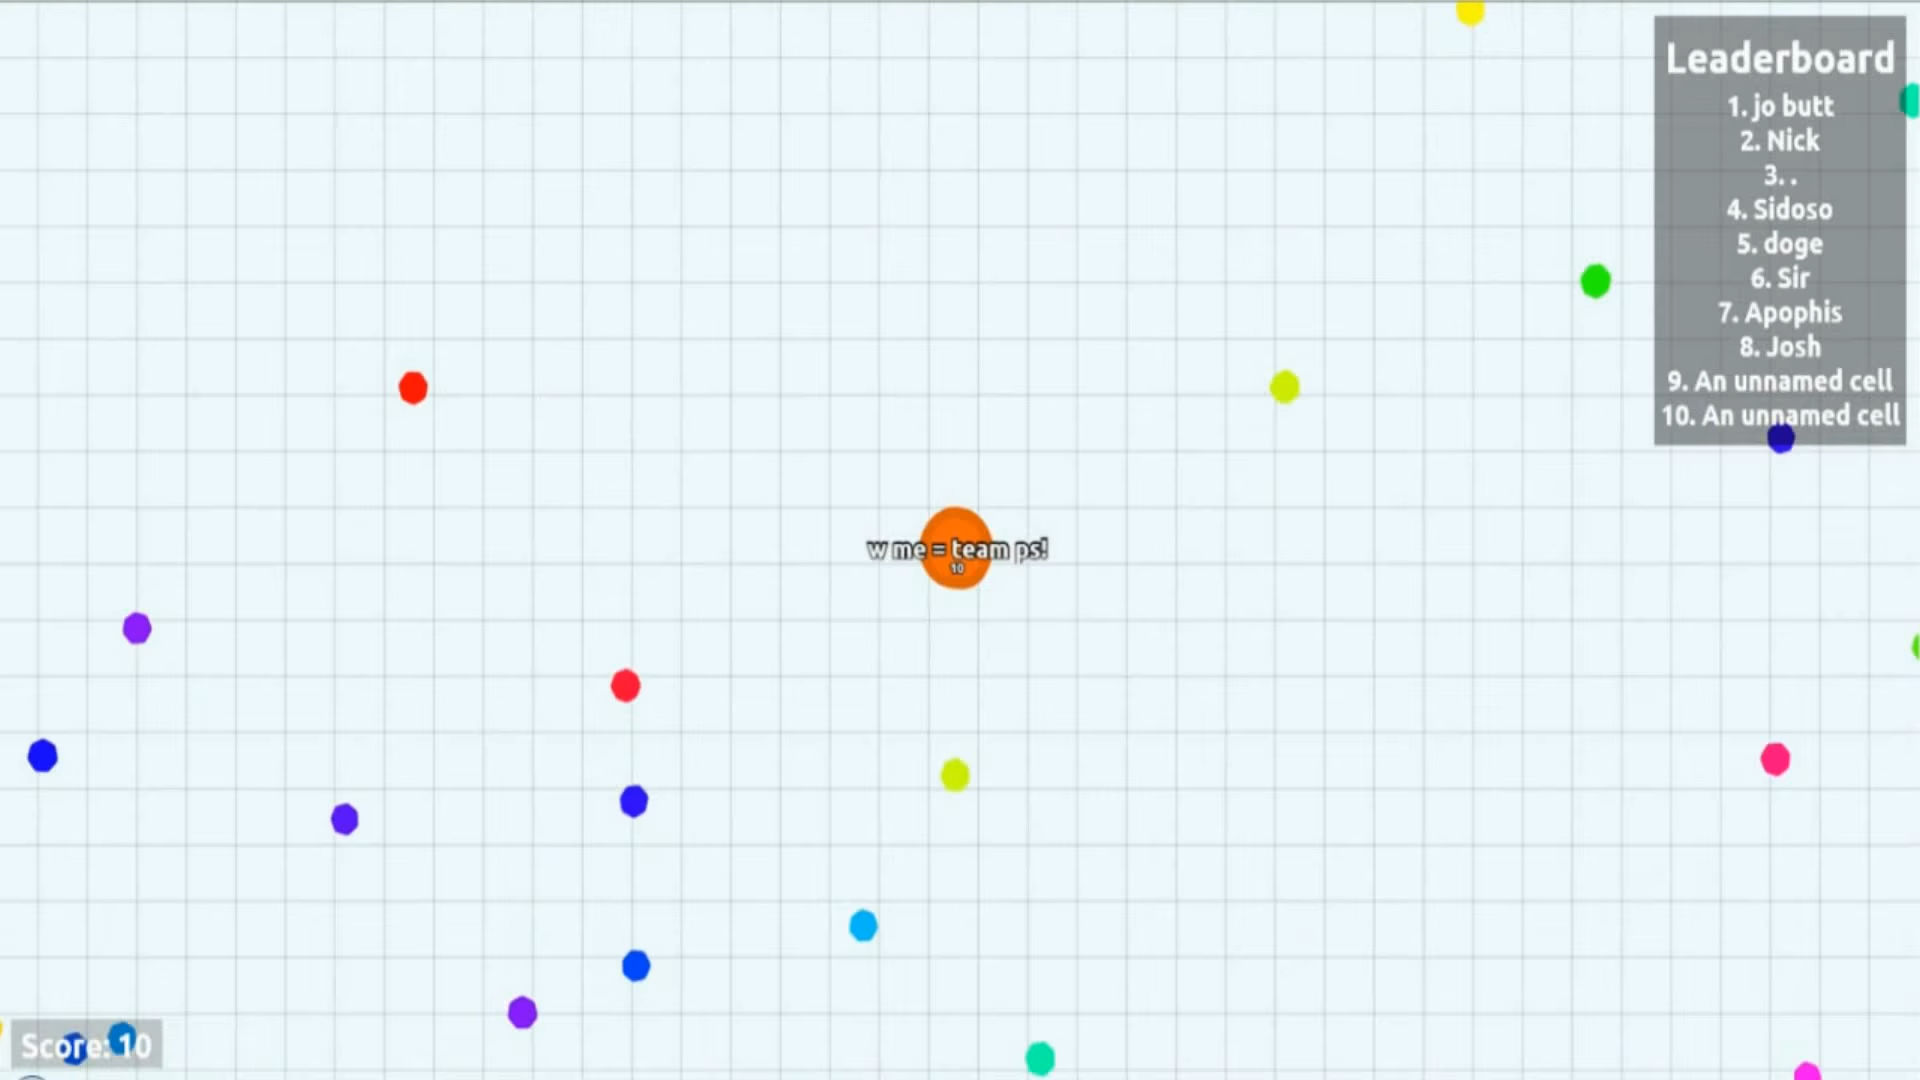 Leaderboard
1. jo butt
2. Nick
3. .
4. Sidoso
5. doge
6. Sir
7. Apophis
8. Josh
9. An unnamed cell
10. An unnamed cell
w me = team ps!
10
Score: 10